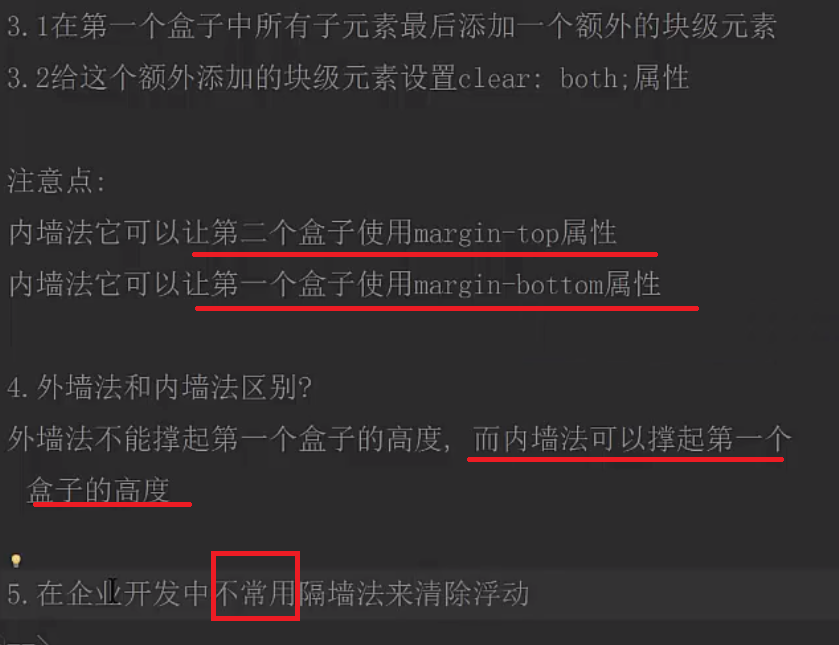 3.1在第一个盒子中所有子元素最后添加一个额外的块级元素
3.2给这个额外添加的块级元素设置clear: both;属性
注意点:
内墙法它可以让第二个盒子使用margin-top属性
内墙法它可以让第一个盒子使用margin-bottom属性
4.外墙法和内墙法区别?
外墙法不能撑起第一个盒子的高度, 而内墙法可以撑起第一个
盒子的高度
5.在企业开发中不常用隔墙法来清除浮动